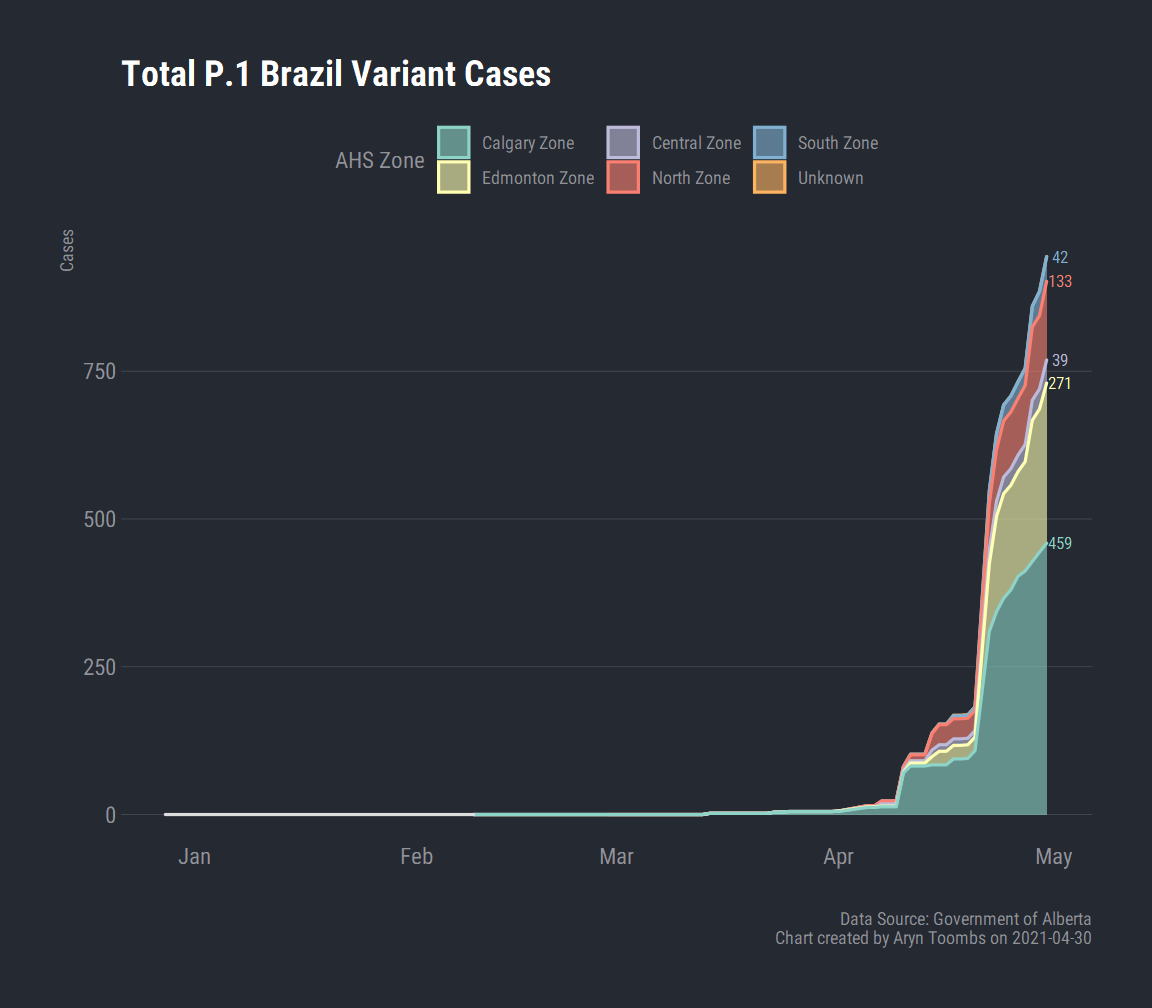 Total P.1 Brazil Variant Cases
AHS Zone
Calgary Zone
Central Zone
South Zone
Edmonton Zone
North Zone
Unknown
Cases
42
133
39
750
271
500
459
250
0
Jan
Feb
Mar
Apr
May
Data Source: Government of Alberta
Chart created by Aryn Toombs on 2021-04-30